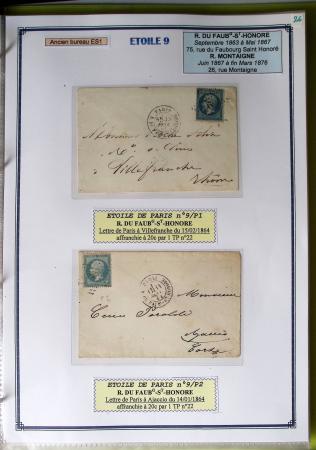 Ancien bureau ES1
ETOILE 9
R. DU FAUBG-ST-HONORE
Septembre 1863 à Mai 1867
75, rue du Faubourg Saint Honoré
R. MONTAIGNE
Juin 1867 à fin Mars 1876
26, rue Montaigne
26
Monsieur
Villefranche
Rhône
ETOILE DE PARIS n°9/P1
R. DU FAUBG-ST-HONORE
Lettre de Paris à Villefranche du 15/02/1864
affranchie à 20c par 1 TP n°22
Monsieur
Ajaccio
Corse
ETOILE DE PARIS n°9/P2
R. DU FAUBG-ST-HONORE
Lettre de Paris à Ajaccio du 14/01/1864
affranchie à 20c par 1 TP n°22